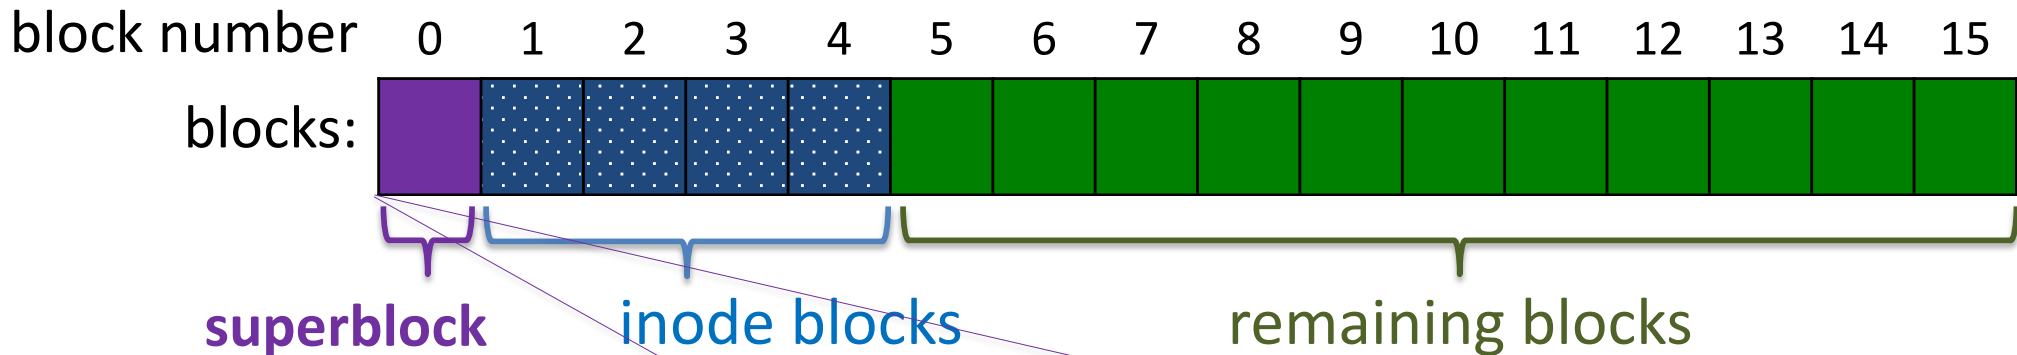 block number 0 1 2 3 4 5 6 7 8 9 10 11 12 13 14 15
blocks:
superblock inode blocks remaining blocks